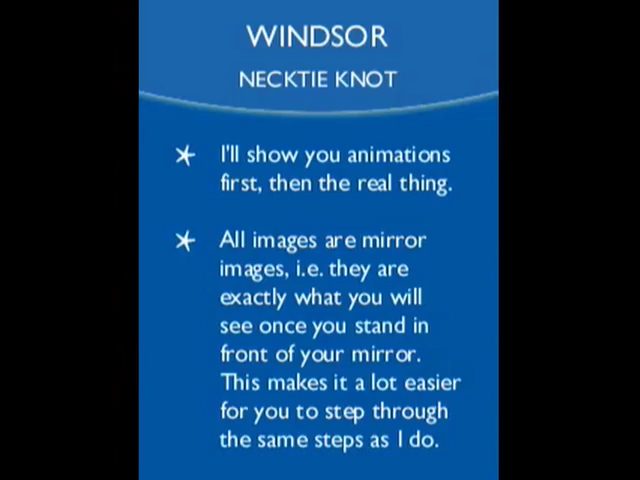 WINDSOR
NECKTIE KNOT
* I'll show you animations
first, then the real thing.
* All images are mirror
images, i.e. they are
exactly what you will
see once you stand in
front of your mirror.
This makes it a lot easier
for you to step through
the same steps as I do.